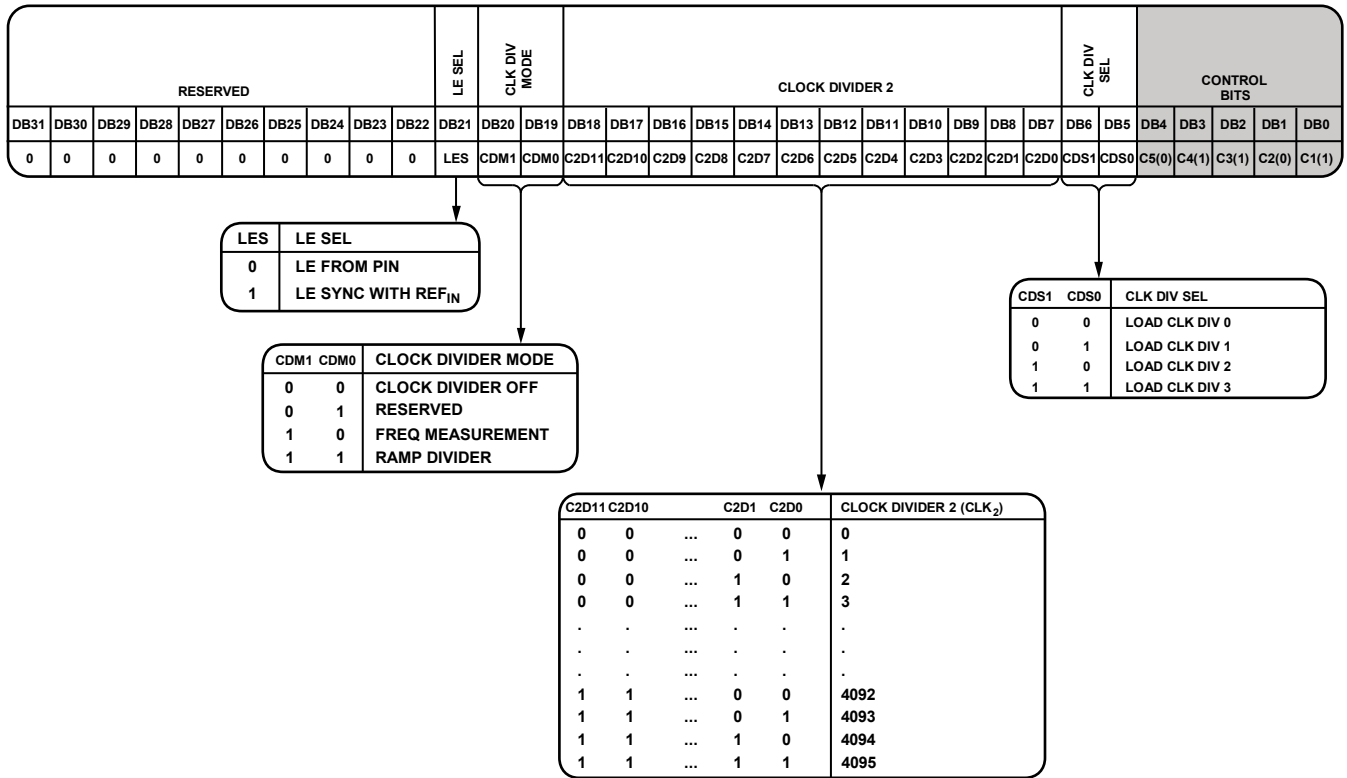 RESERVED
LE SEL
CLK DIV
MODE
CLOCK DIVIDER 2
CLK DIV
SEL
CONTROL
BITS
DB31 DB30 DB29 DB28 DB27 DB26 DB25 DB24 DB23 DB22 DB21 DB20 DB19 DB18 DB17 DB16 DB15 DB14 DB13 DB12 DB11 DB10 DB9 DB8 DB7 DB6 DB5 DB4 DB3 DB2 DB1 DB0
0 0 0 0 0 0 0 0 0 0 LES CDM1 CDM0 C2D11 C2D10 C2D9 C2D8 C2D7 C2D6 C2D5 C2D4 C2D3 C2D2 C2D1 C2D0 CDS1 CDS0 C5(0) C4(1) C3(1) C2(0) C1(1)
LES LE SEL
0 LE FROM PIN
1 LE SYNC WITH REFIN
CDS1 CDS0 CLK DIV SEL
0 0 LOAD CLK DIV 0
0 1 LOAD CLK DIV 1
1 0 LOAD CLK DIV 2
1 1 LOAD CLK DIV 3
CDM1 CDM0 CLOCK DIVIDER MODE
0 0 CLOCK DIVIDER OFF
0 1 RESERVED
1 0 FREQ MEASUREMENT
1 1 RAMP DIVIDER
C2D11 C2D10 C2D1 C2D0 CLOCK DIVIDER 2 (CLK2)
0 0 ... 0 0 0
0 0 ... 0 1 1
0 0 ... 1 0 2
0 0 ... 1 1 3
. . ... . . .
. . ... . . .
. . ... . . .
1 1 ... 0 0 4092
1 1 ... 0 1 4093
1 1 ... 1 0 4094
1 1 ... 1 1 4095